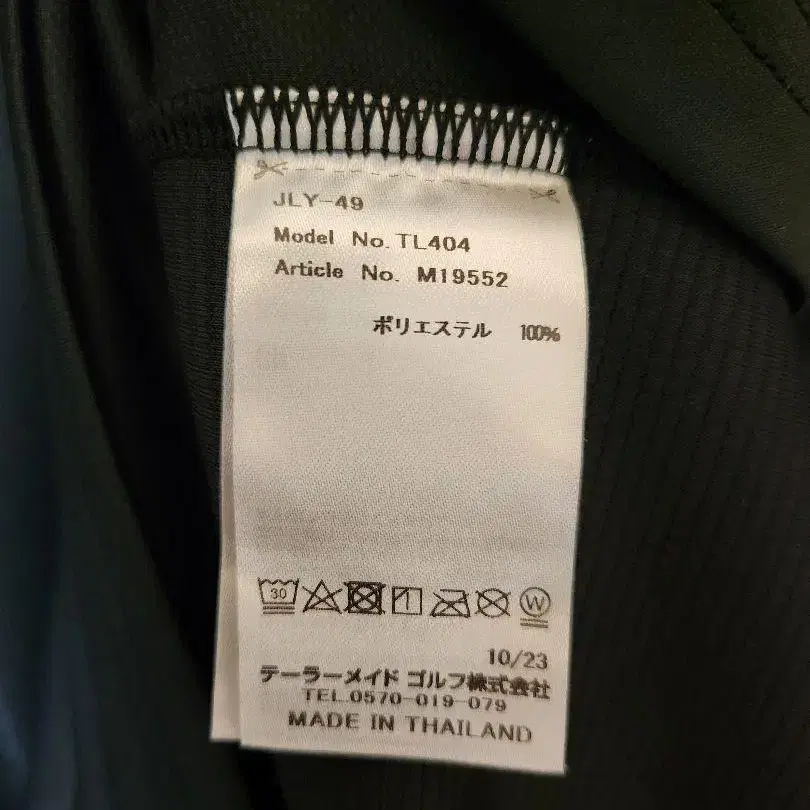 JLY-49
Model No. TL404
Article No. M19552
ポリエステル 100%
30 W
10/23
テーラーメイド ゴルフ株式会社
TEL.0570-019-079
MADE IN THAILAND